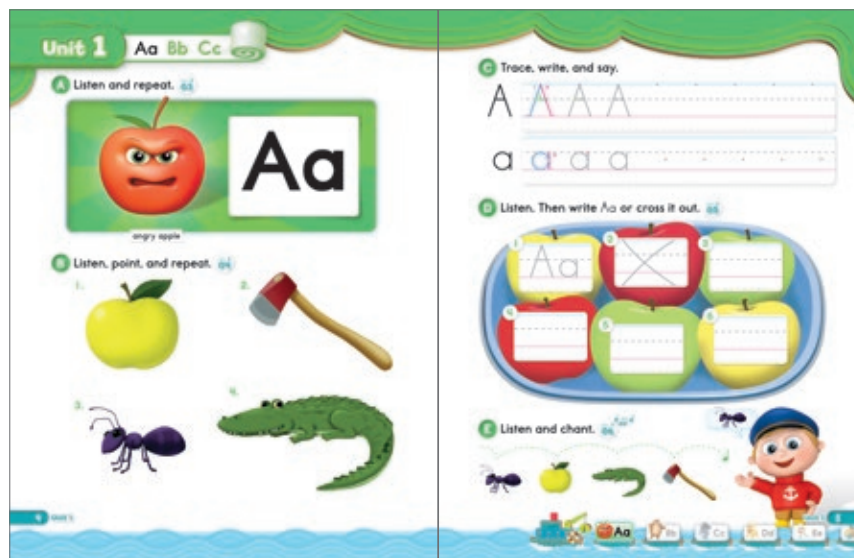 Unit 1 Aa Bb Cc
A Listen and repeat.
Aa
angry apple
B Listen, point, and repeat.
1.
2.
3.
4.
C Trace, write, and say.
A A A A
a a a a
D Listen. Then write Aa or cross it out.
1 Aa
2
3
4
5
6
E Listen and chant.
Aa Bb Cc Dd Ee